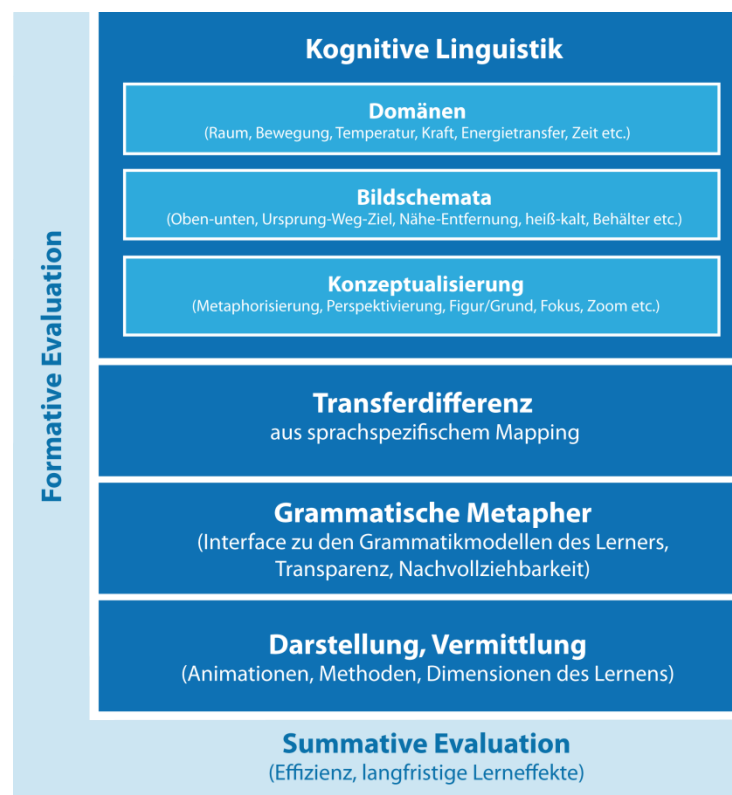 Kognitive Linguistik
Domänen
(Raum, Bewegung, Temperatur, Kraft, Energietransfer, Zeit etc.)
Bildschemata
(Oben-unten, Ursprung-Weg-Ziel, Nähe-Entfernung, heiß-kalt, Behälter etc.)
Konzeptualisierung
(Metaphorisierung, Perspektivierung, Figur/Grund, Fokus, Zoom etc.)
Formative Evaluation
Transferdifferenz
aus sprachspezifischem Mapping
Grammatische Metapher
(Interface zu den Grammatikmodellen des Lerners,
Transparenz, Nachvollziehbarkeit)
Darstellung, Vermittlung
(Animationen, Methoden, Dimensionen des Lernens)
Summative Evaluation
(Effizienz, langfristige Lerneffekte)